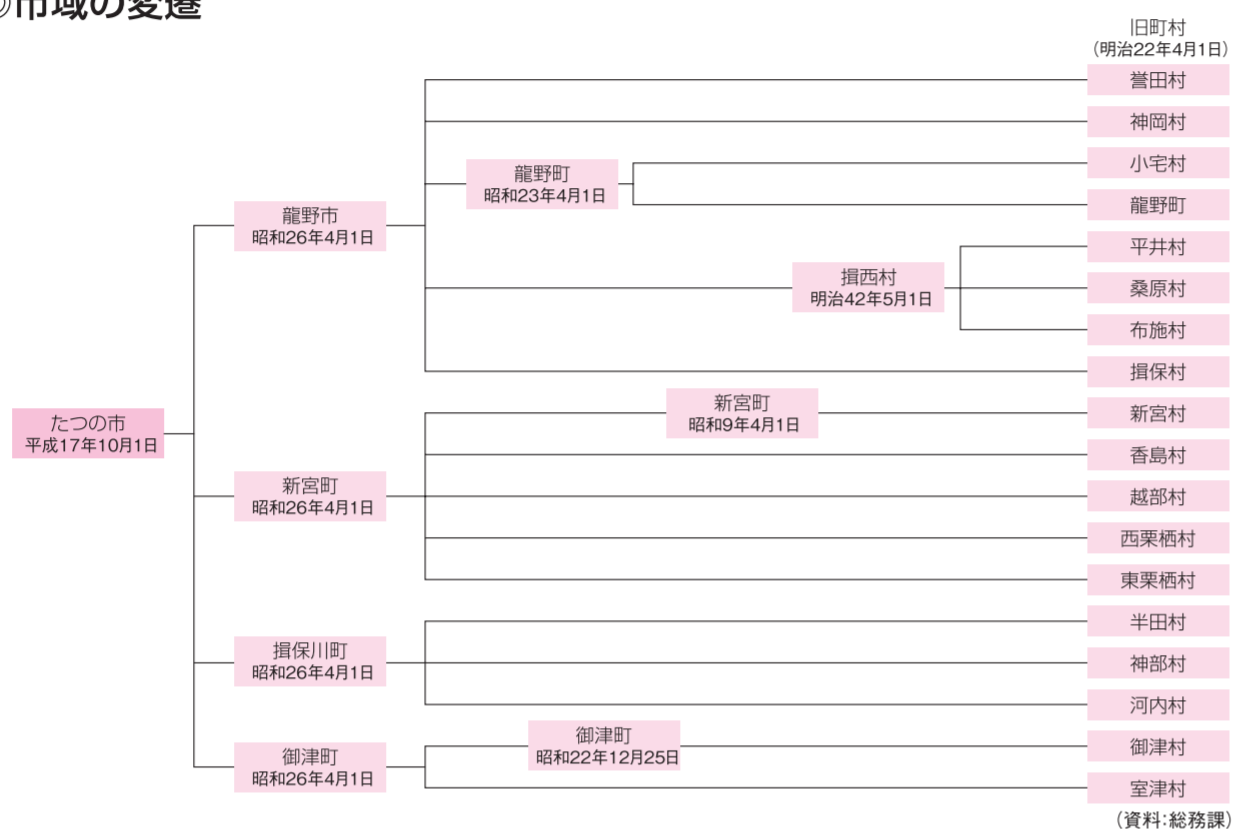 ◎市域の変遷
旧町村
（明治22年4月1日）
誉田村
神岡村
小宅村
龍野町
昭和23年4月1日
龍野町
龍野市
昭和26年4月1日
平井村
揖西村
明治42年5月1日
桑原村
布施村
揖保村
新宮町
昭和9年4月1日
新宮村
たつの市
平成17年10月1日
香島村
新宮町
昭和26年4月1日
越部村
西栗栖村
東栗栖村
半田村
揖保川町
昭和26年4月1日
神部村
河内村
御津町
昭和22年12月25日
御津村
御津町
昭和26年4月1日
室津村
（資料:総務課）